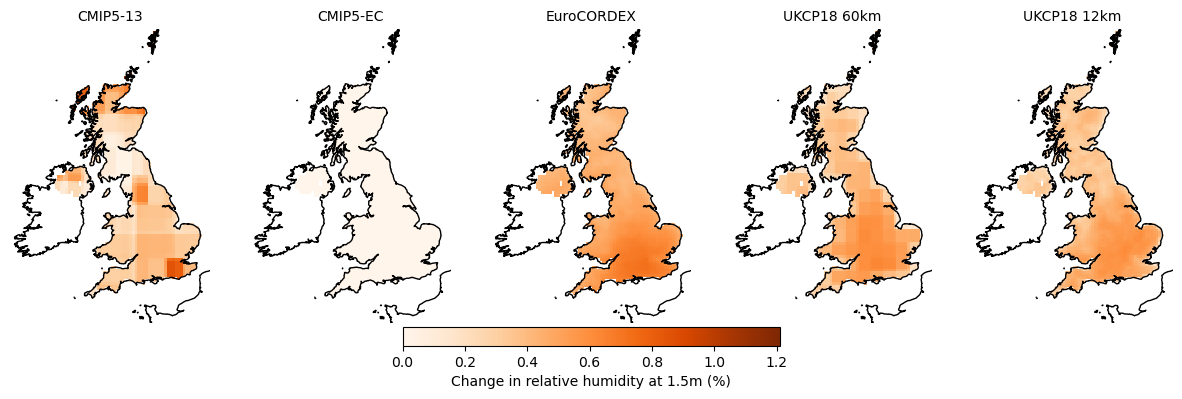 CMIP5-13 CMIP5-EC EuroCORDEX UKCP18 60km UKCP18 12km
0.0 0.2 0.4 0.6 0.8 1.0 1.2
Change in relative humidity at 1.5m (%)